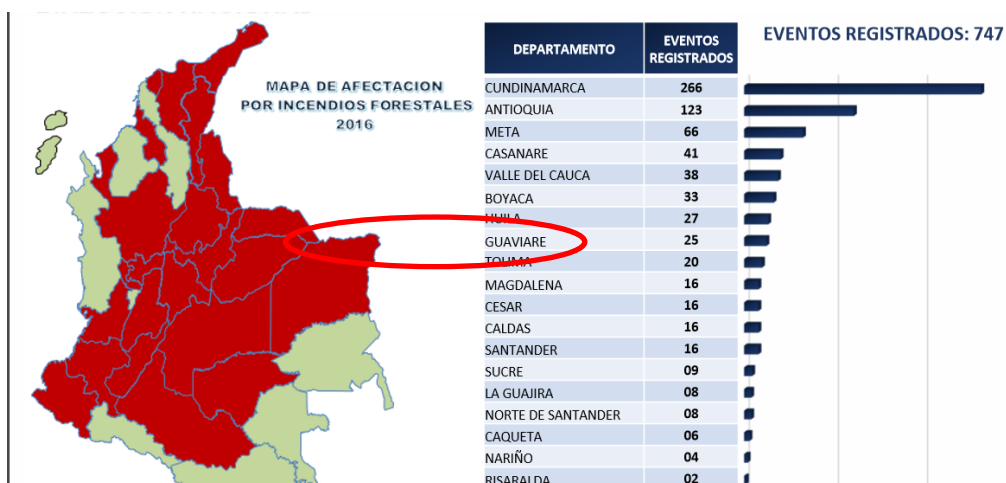 MAPA DE AFECTACION
POR INCENDIOS FORESTALES
2016
DEPARTAMENTO EVENTOS REGISTRADOS
CUNDINAMARCA 266
ANTIOQUIA 123
META 66
CASANARE 41
VALLE DEL CAUCA 38
BOYACA 33
HUILA 27
GUAVIARE 25
TOLIMA 20
MAGDALENA 16
CESAR 16
CALDAS 16
SANTANDER 16
SUCRE 09
LA GUAJIRA 08
NORTE DE SANTANDER 08
CAQUETA 06
NARIÑO 04
RISARALDA 02
EVENTOS REGISTRADOS: 747